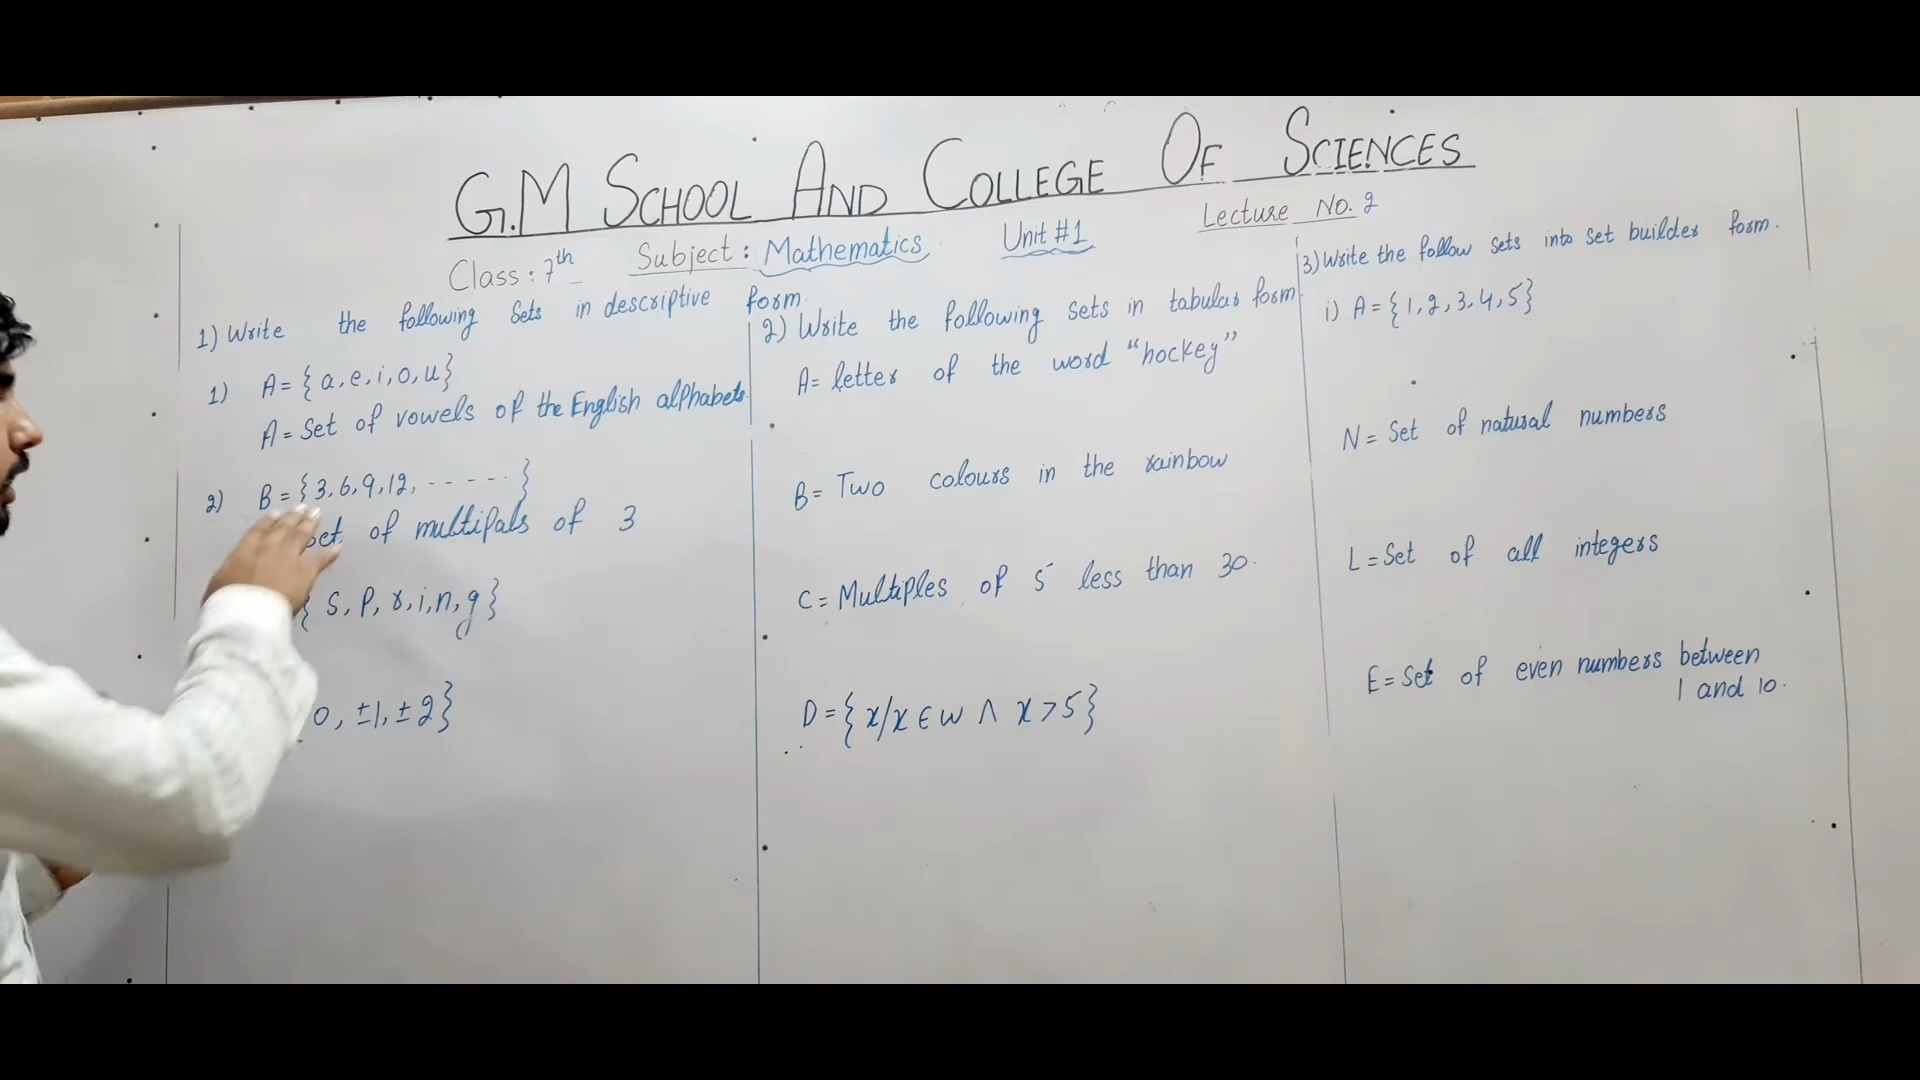 G.M SCHOOL AND COLLEGE OF SCIENCES
Class: 7th Subject: Mathematics Unit #1 Lecture No. 2
1) Write the following Sets in descriptive form.
1) A = { a, e, i, o, u }
A = Set of vowels of the English alphabets.
2) B = { 3, 6, 9, 12, ------ }
Set of multipals of 3
{ S, P, r, i, n, g }
0, ±1, ±2 }
2) Write the following sets in tabular form
A = letter of the word "hockey"
B = Two colours in the rainbow
C = Multiples of 5 less than 30.
D = { x/x ∈ W ∧ x > 5 }
3) Write the follow sets into set builder form.
i) A = { 1, 2, 3, 4, 5 }
N = Set of natural numbers
L = Set of all integers
E = Set of even numbers between
1 and 10.